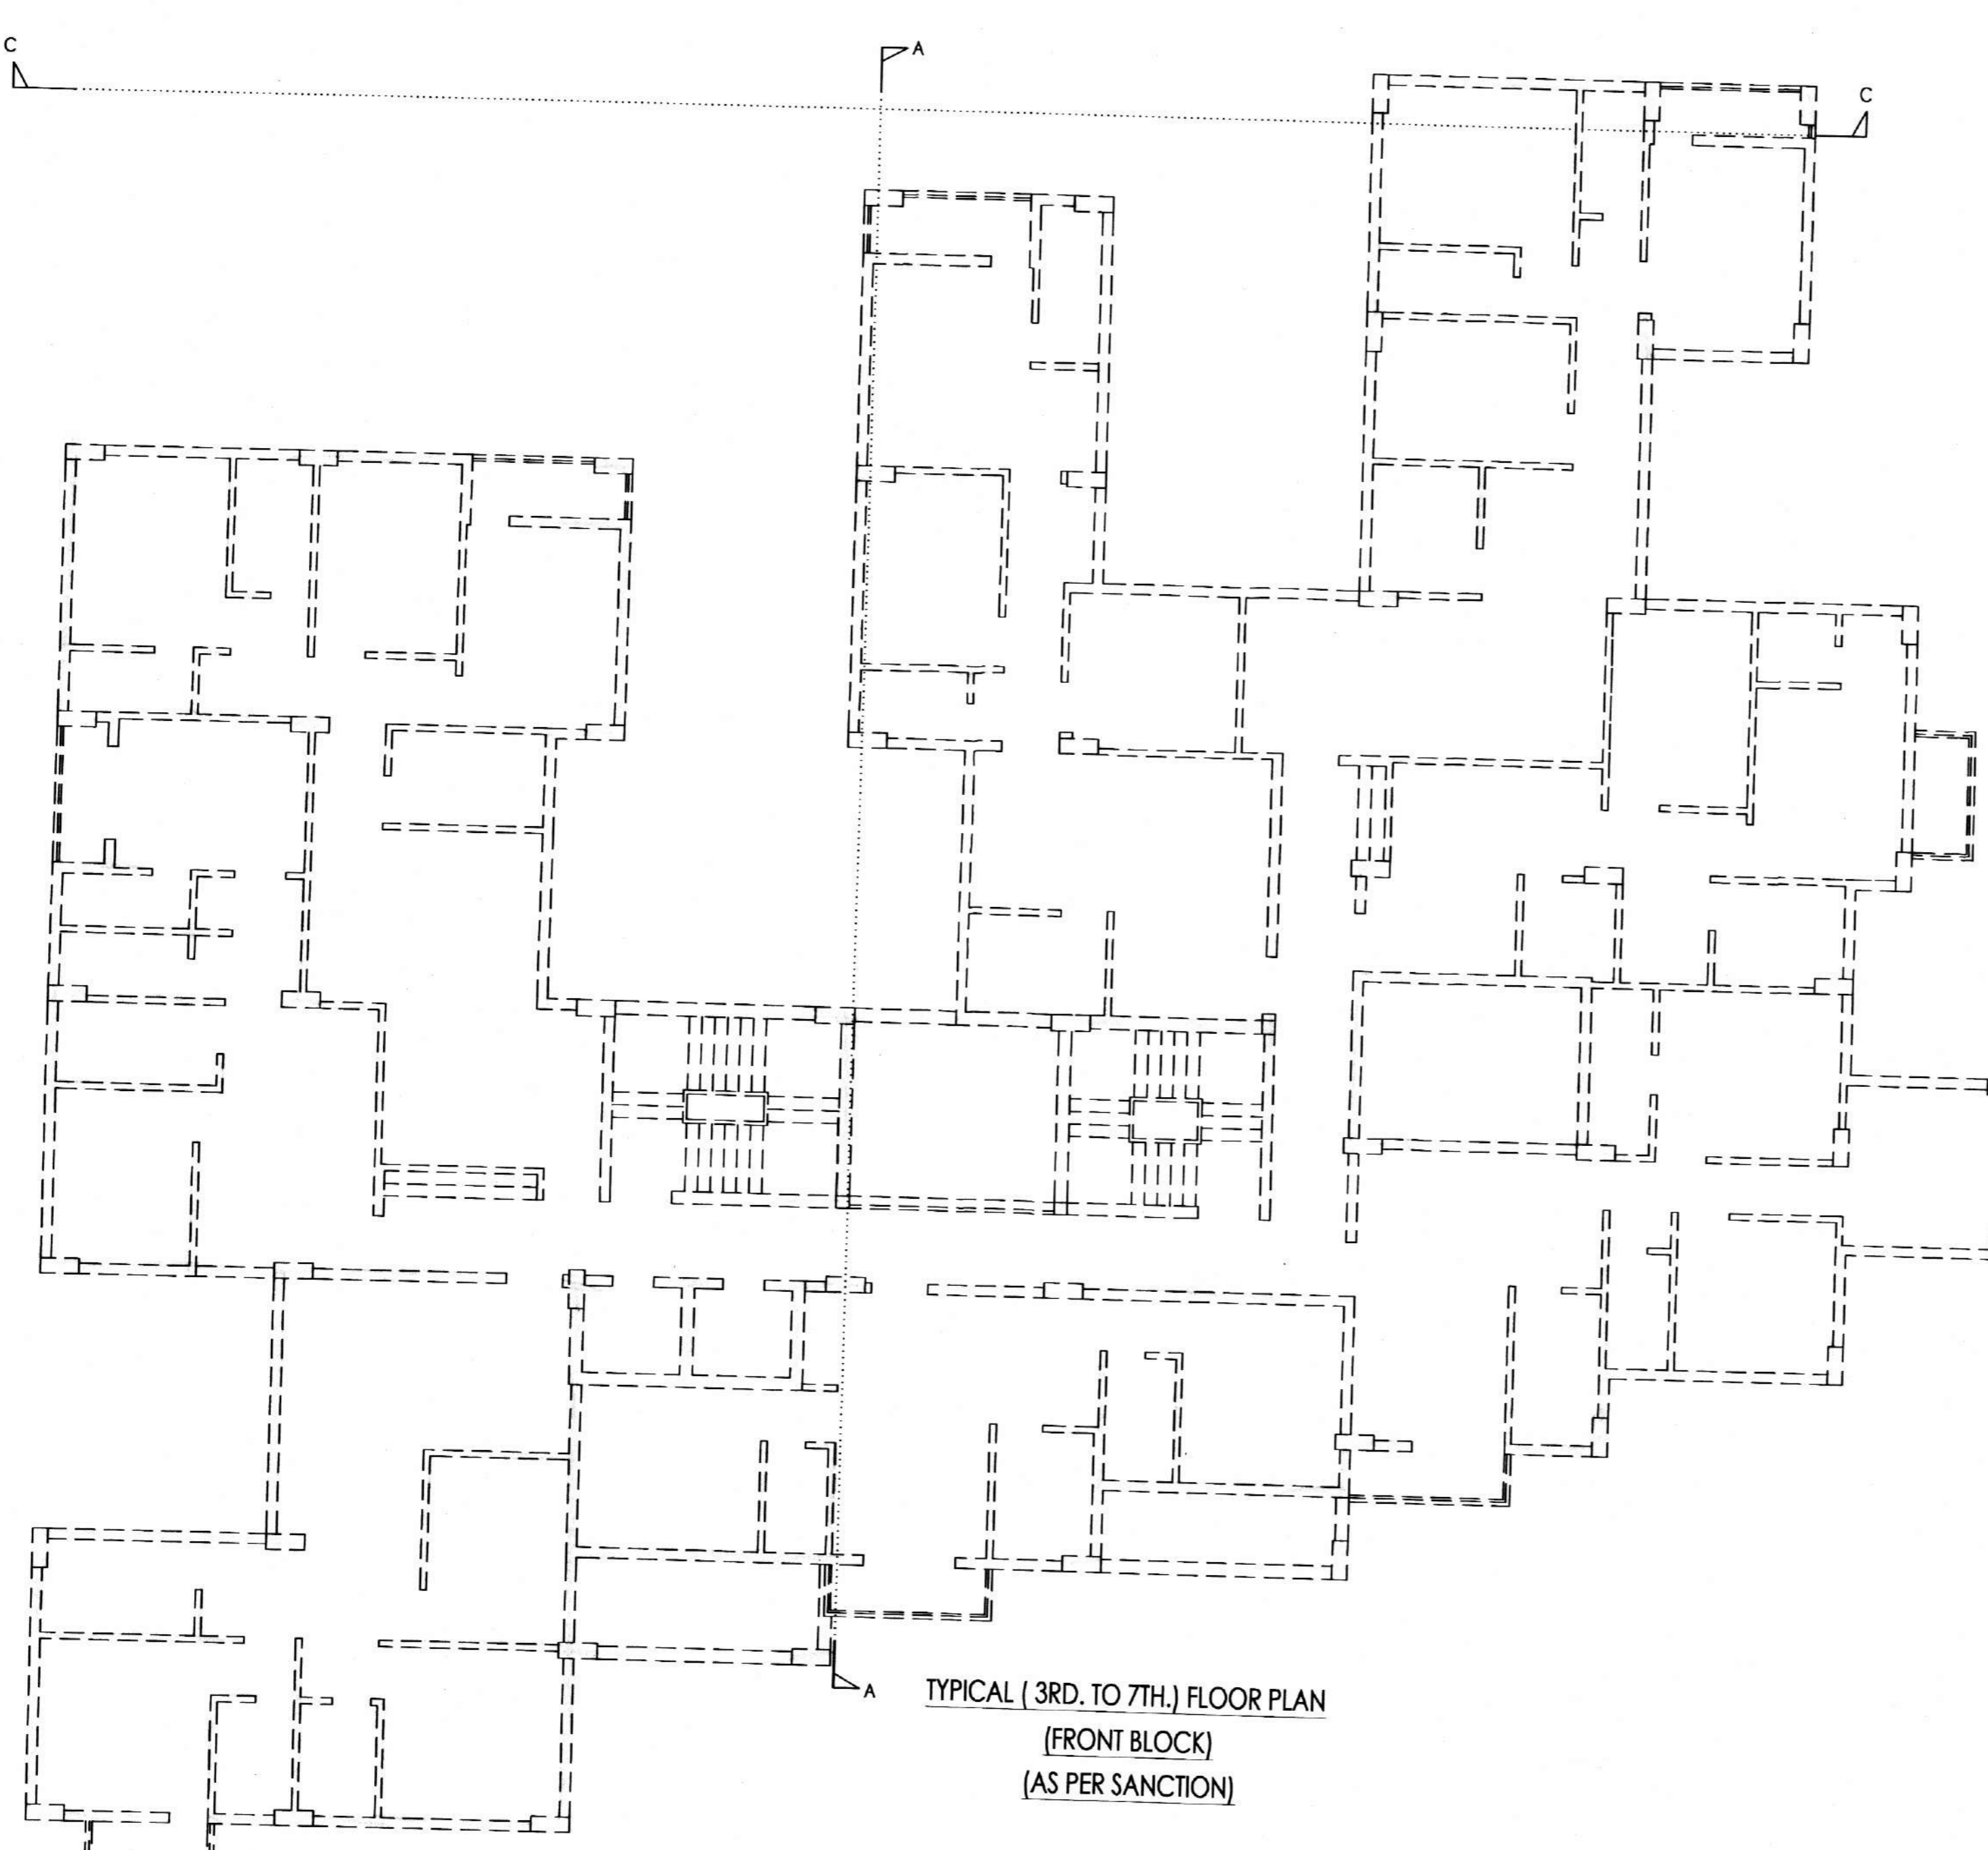 C
A
C
A
TYPICAL ( 3RD. TO 7TH.) FLOOR PLAN
(FRONT BLOCK)
(AS PER SANCTION)